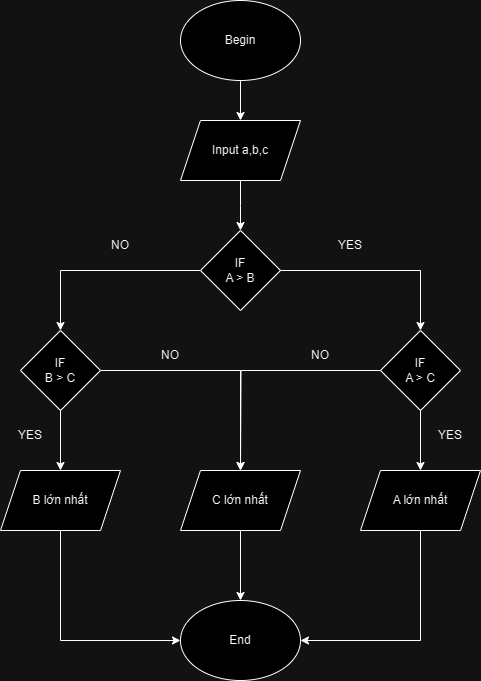 Begin
Input a,b,c
NO
YES
IF
A > B
IF
B > C
NO
NO
IF
A > C
YES
YES
B lớn nhất
C lớn nhất
A lớn nhất
End